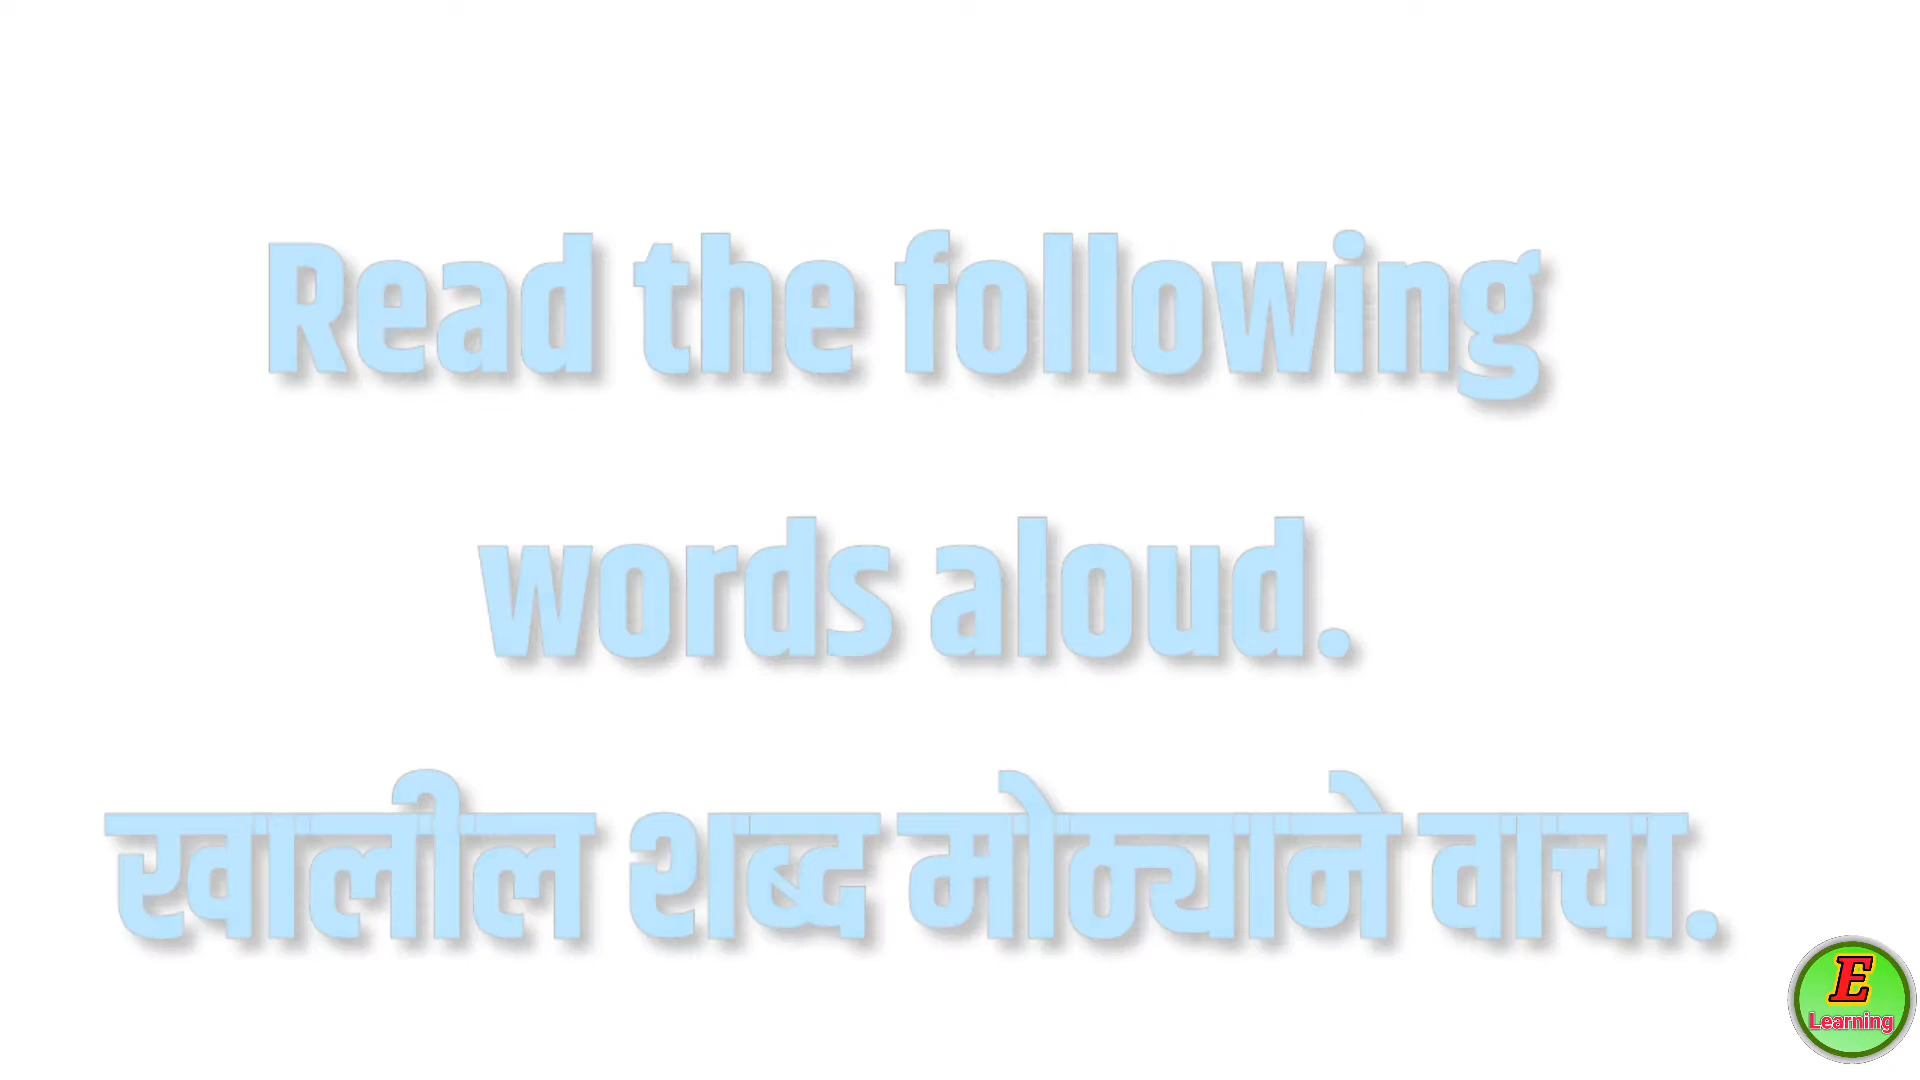 Read the following
words aloud.
खालील शब्द मोठ्याने वाचा.
E
Learning